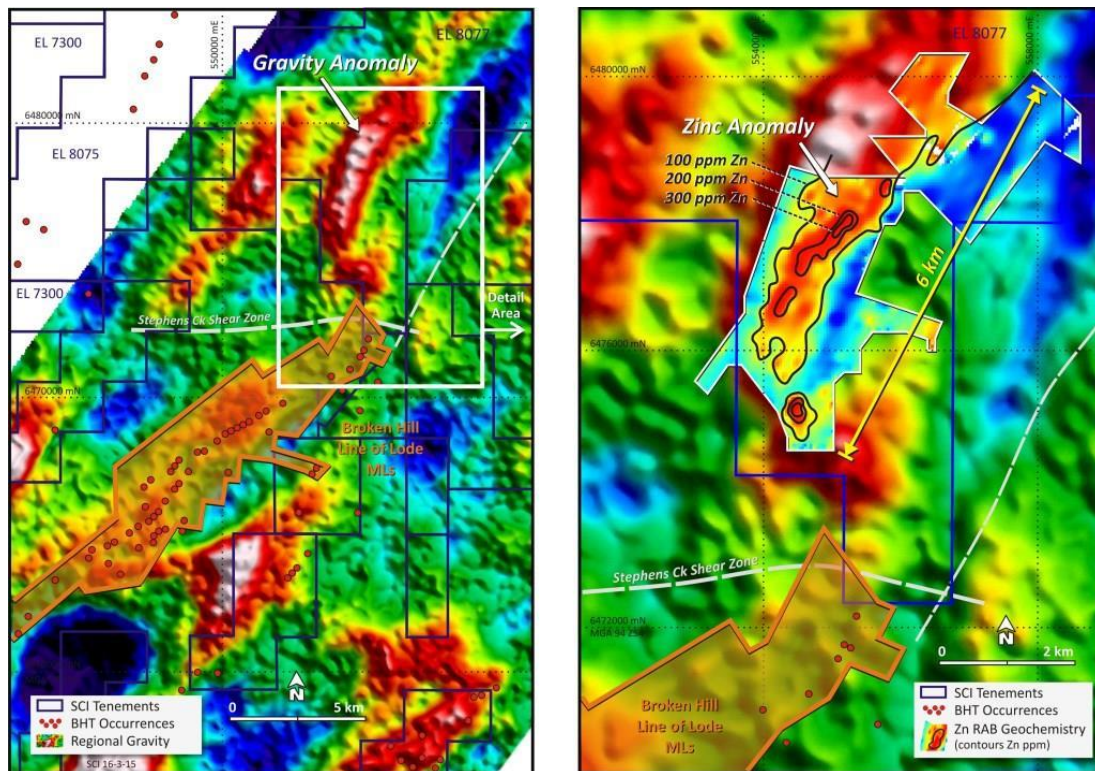 EL 7300
550000 mE
EL 8077
Gravity Anomaly
6480000 mN
EL 8075
EL 7300
Detail
Area
Stephens Ck Shear Zone
6470000 mN
Broken Hill
Line of Lode
MLs
SCI Tenements
BHT Occurrences
Regional Gravity
SCI 16-3-15
N
0 5 km
554000
EL 8077
558000 mE
6480000 mN
Zinc Anomaly
100 ppm Zn
200 ppm Zn
300 ppm Zn
6 km
6476000 mN
Stephens Ck Shear Zone
6472000 mN
MGA 94 Z54
N
0 2 km
Broken Hill
Line of Lode
MLs
SCI Tenements
BHT Occurrences
Zn RAB Geochemistry
(contours Zn ppm)